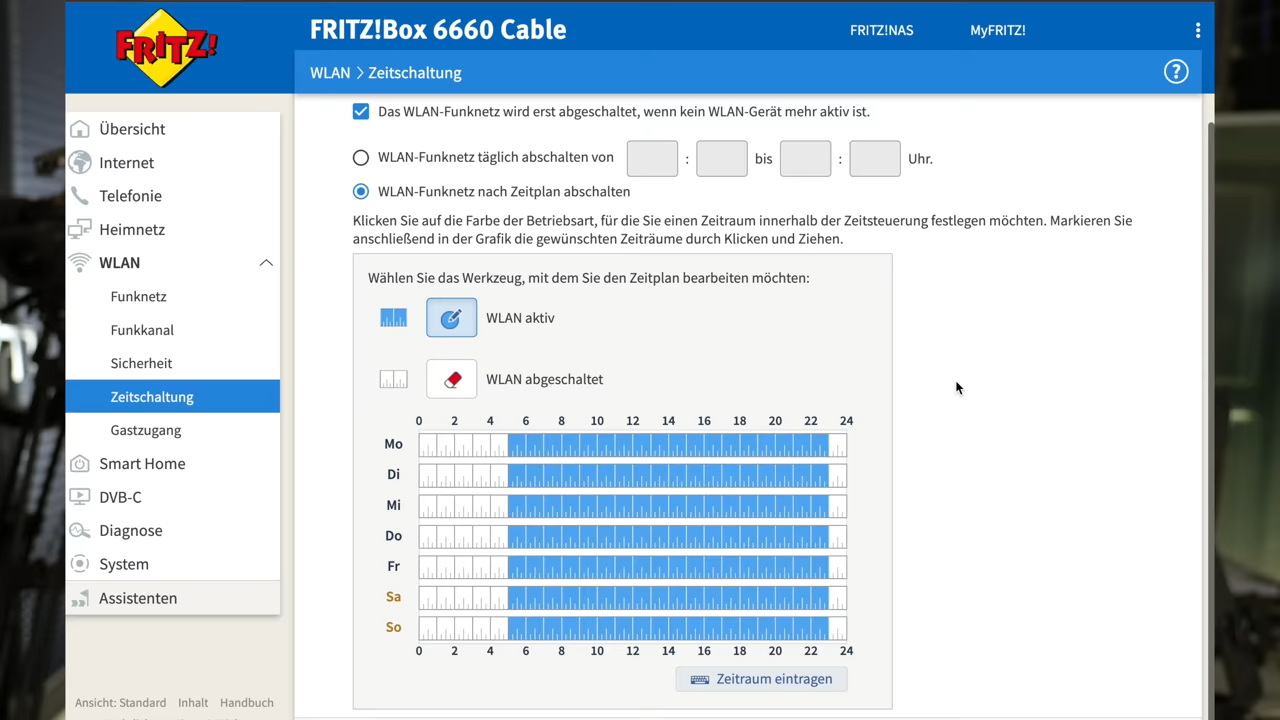 FRITZ!
FRITZ!Box 6660 Cable
FRITZ!NAS
MyFRITZ!
WLAN > Zeitschaltung
?
Übersicht
Internet
Telefonie
Heimnetz
WLAN
Funknetz
Funkkanal
Sicherheit
Zeitschaltung
Gastzugang
Smart Home
DVB-C
Diagnose
System
Assistenten
Ansicht: Standard Inhalt Handbuch
Das WLAN-Funknetz wird erst abgeschaltet, wenn kein WLAN-Gerät mehr aktiv ist.
WLAN-Funknetz täglich abschalten von : bis : Uhr.
WLAN-Funknetz nach Zeitplan abschalten
Klicken Sie auf die Farbe der Betriebsart, für die Sie einen Zeitraum innerhalb der Zeitsteuerung festlegen möchten. Markieren Sie
anschließend in der Grafik die gewünschten Zeiträume durch Klicken und Ziehen.
Wählen Sie das Werkzeug, mit dem Sie den Zeitplan bearbeiten möchten:
WLAN aktiv
WLAN abgeschaltet
0 2 4 6 8 10 12 14 16 18 20 22 24
Mo
Di
Mi
Do
Fr
Sa
So
0 2 4 6 8 10 12 14 16 18 20 22 24
Zeitraum eintragen